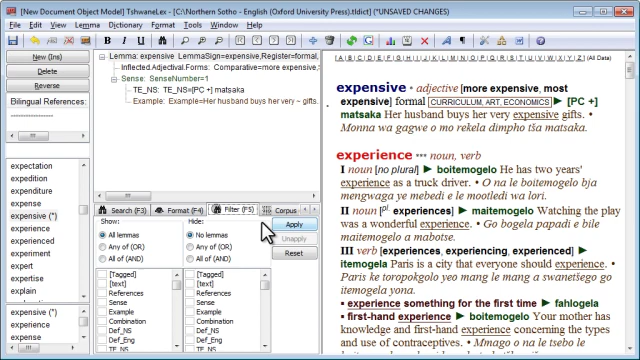 [New Document Object Model] TshwaneLex - [C:\Northern Sotho - English (Oxford University Press).tldict] (*UNSAVED CHANGES)
File Edit View Lemma Dictionary Format Tools Window Help
B I U
New (Ins)
Delete
Reverse
Bilingual References:
------------------
expectation
expedition
expenditure
expense
expensive (*)
experience
experienced
experiment
expert
expertise
explain
explanation
expensive (*)
experience
expense
Lemma: expensive LemmaSign=expensive,Register=formal,
Inflected.Adjectival.Forms: Comparative=more expensive,
Sense: SenseNumber=1
TE_NS: TE_NS=[PC +] matsaka
Example: Example=Her husband buys her very ~ gifts.
Search (F3) Format (F4) Filter (F5) Corpus
Show: Hide:
All lemmas No lemmas
Any of (OR) Any of (OR)
All of (AND) All of (AND)
Apply
Unapply
Reset
[Tagged] [Tagged]
[text] [text]
References References
Sense Sense
Example Example
Combination Combination
Def_NS Def_NS
Def_Eng Def_Eng
TE_NS TE_NS
A B C D E F G H I J K L M N O P Q R S T U V W X Y Z (All Data)
expensive * adjective [more expensive, most
expensive] formal CURRICULUM, ART, ECONOMICS ► [PC +]
matsaka Her husband buys her very expensive gifts. •
Monna wa gagwe o mo rekela dimpho tša matsaka.
experience *** noun, verb
I noun [no plural] ► boitemogelo He has two years'
experience as a truck driver. • O na le boitemogelo bja
mengwaga ye mebedi e le mootledi wa lori.
II noun [pl. experiences] ► maitemogelo Watching the play
was a wonderful experience. • Go bogela papadi e bile
maitemogelo a mabotse.
III verb [experiences, experiencing, experienced] ►
itemogela Paris is a city that everyone should experience. •
Paris ke toropokgolo yeo mang le mang a swanetšego go
itemogela yona.
▪ experience something for the first time ► fahlogela
▪ first-hand experience ► boitemogelo Your mother has
knowledge and first-hand experience concerning the types
and use of contraceptives. • Mmago o na le tsebo le